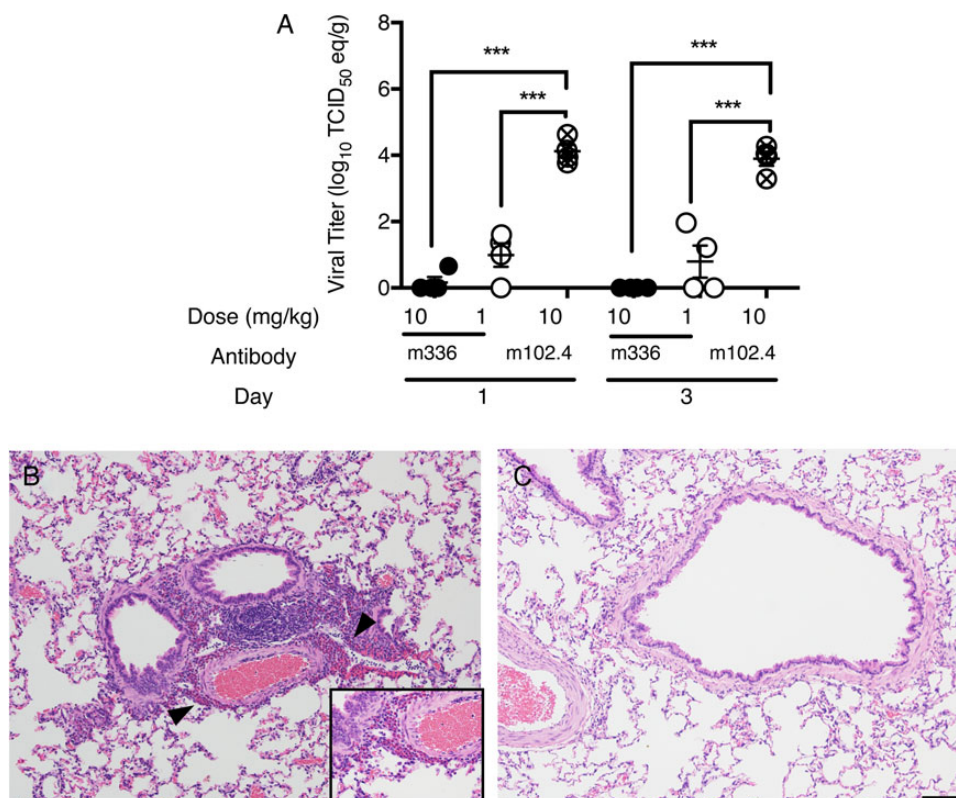 A
8
6
4
2
0
Viral Titer (log10 TCID50 eq/g)
***
***
***
***
Dose (mg/kg) 10 1 10 10 1 10
Antibody m336 m102.4 m336 m102.4
Day 1 3
B
C